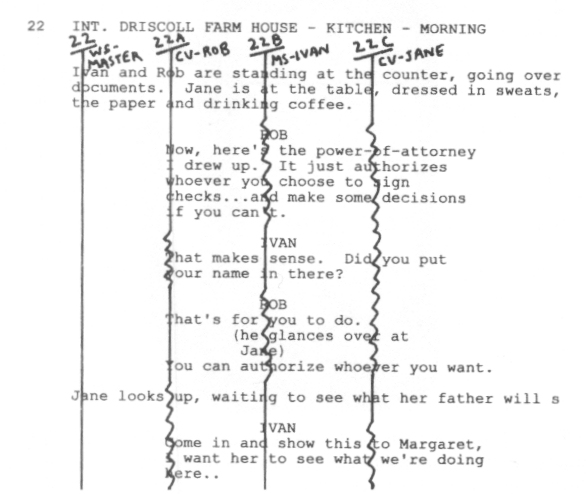 22 INT. DRISCOLL FARM HOUSE - KITCHEN - MORNING
22 22A 22B 22C
WS-MASTER CU-ROB MS-IVAN CU-JANE
Ivan and Rob are standing at the counter, going over
documents. Jane is at the table, dressed in sweats,
the paper and drinking coffee.
ROB
Now, here's the power-of-attorney
I drew up. It just authorizes
whoever you choose to sign
checks...and make some decisions
if you can't.
IVAN
That makes sense. Did you put
your name in there?
ROB
That's for you to do.
(he glances over at
Jane)
You can authorize whoever you want.
Jane looks up, waiting to see what her father will s
IVAN
Come in and show this to Margaret,
I want her to see what we're doing
here..